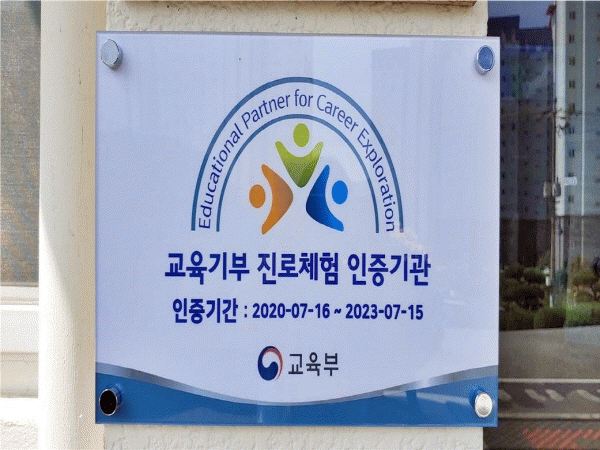 Educational Partner for Career Exploration
교육기부 진로체험 인증기관
인증기간 : 2020-07-16 ~ 2023-07-15
교육부